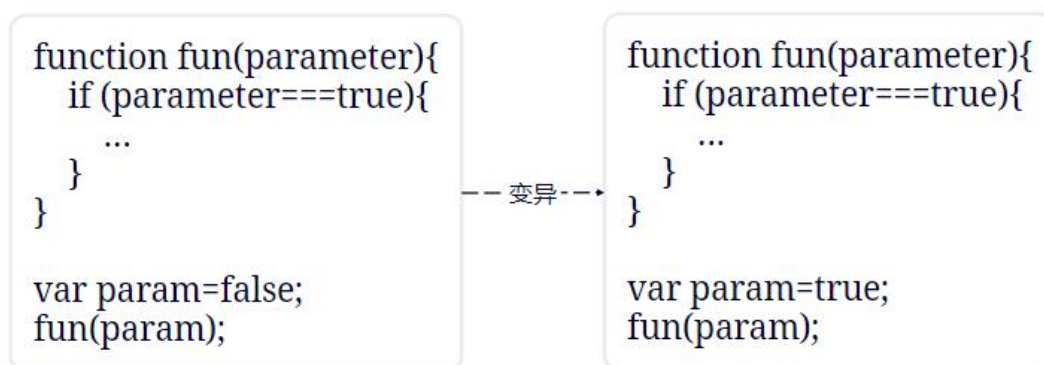 function fun(parameter){
if (parameter===true){
...
}
}
var param=false;
fun(param);
变异
function fun(parameter){
if (parameter===true){
...
}
}
var param=true;
fun(param);